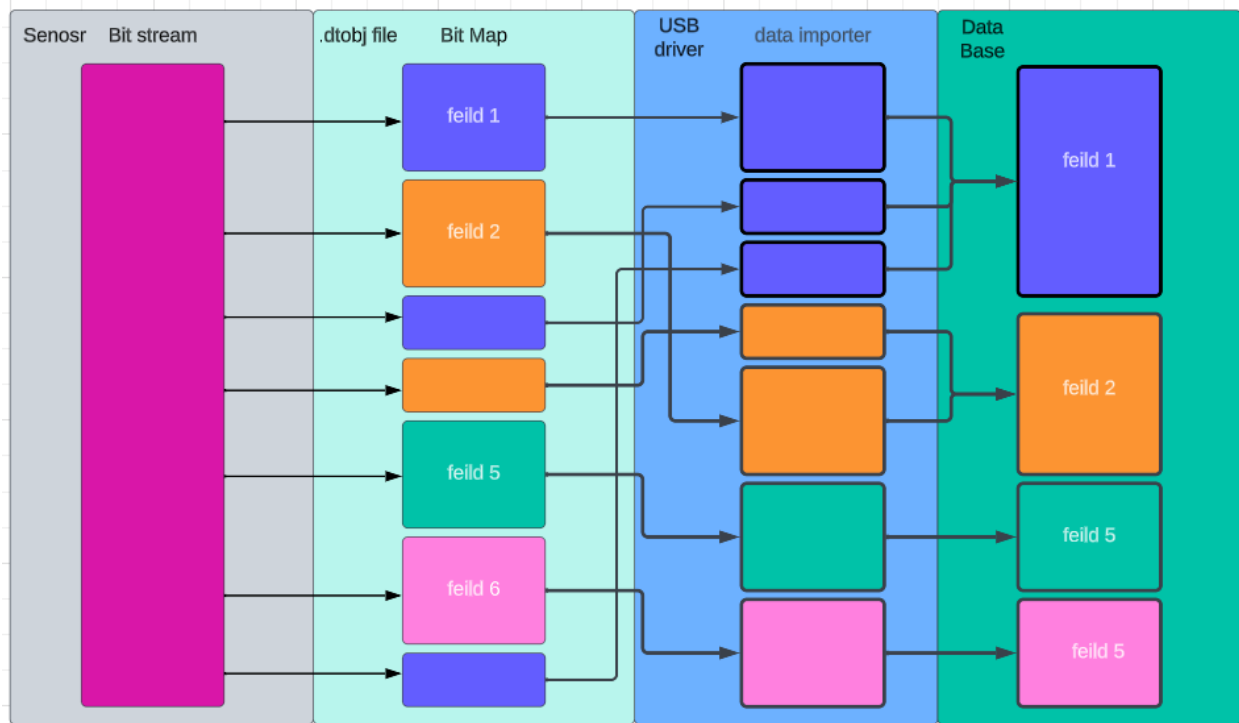 Senosr Bit stream
.dtobj file Bit Map
USB
driver
data importer
Data
Base
feild 1
feild 2
feild 5
feild 6
feild 1
feild 2
feild 5
feild 5